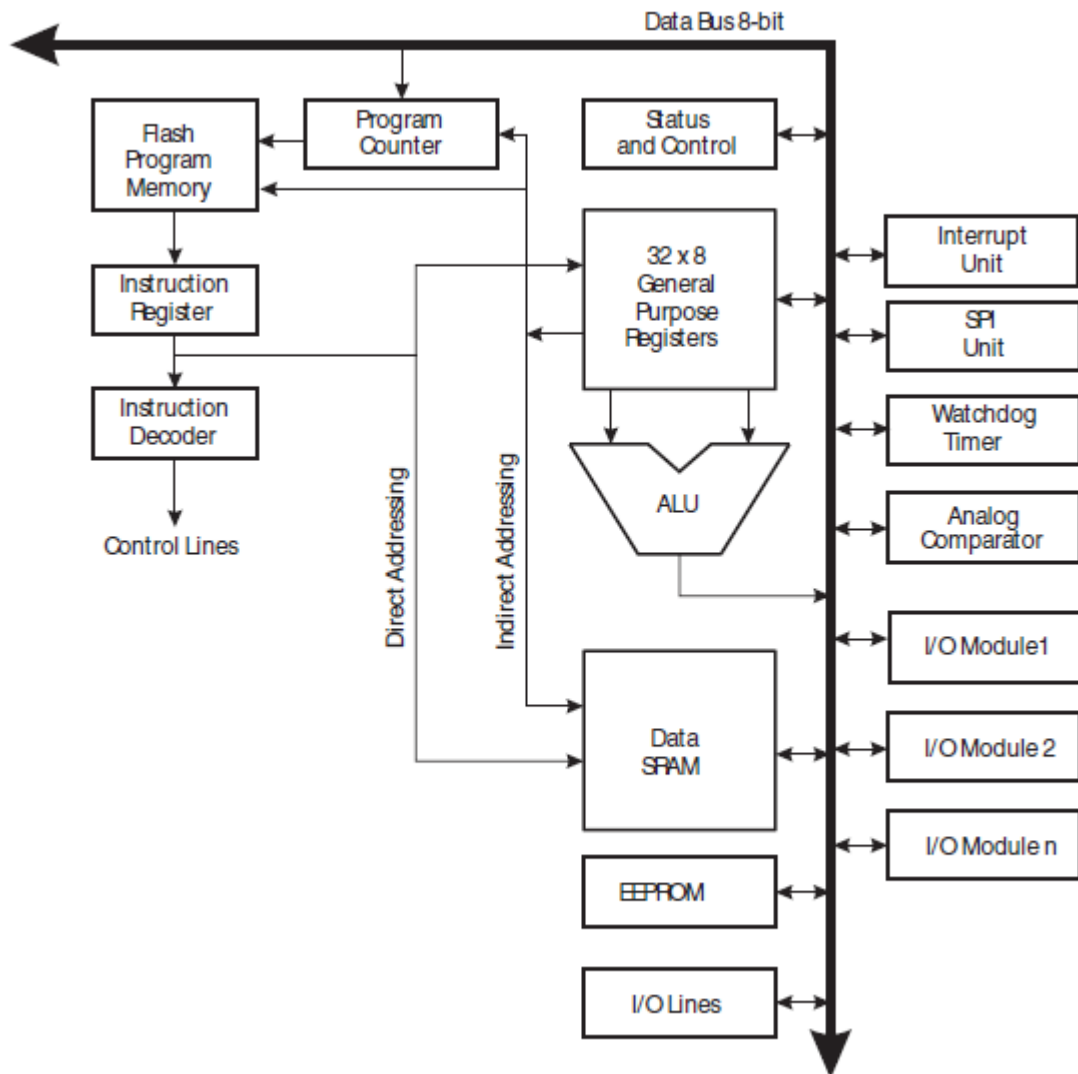 Data Bus 8-bit
Flash
Program
Memory
Program
Counter
Status
and Control
32 x 8
General
Purpose
Registers
Interrupt
Unit
Instruction
Register
SPI
Unit
Instruction
Decoder
Watchdog
Timer
Direct Addressing
Indirect Addressing
ALU
Analog
Comparator
Control Lines
I/O Module1
Data
SRAM
I/O Module 2
I/O Module n
EEPROM
I/O Lines